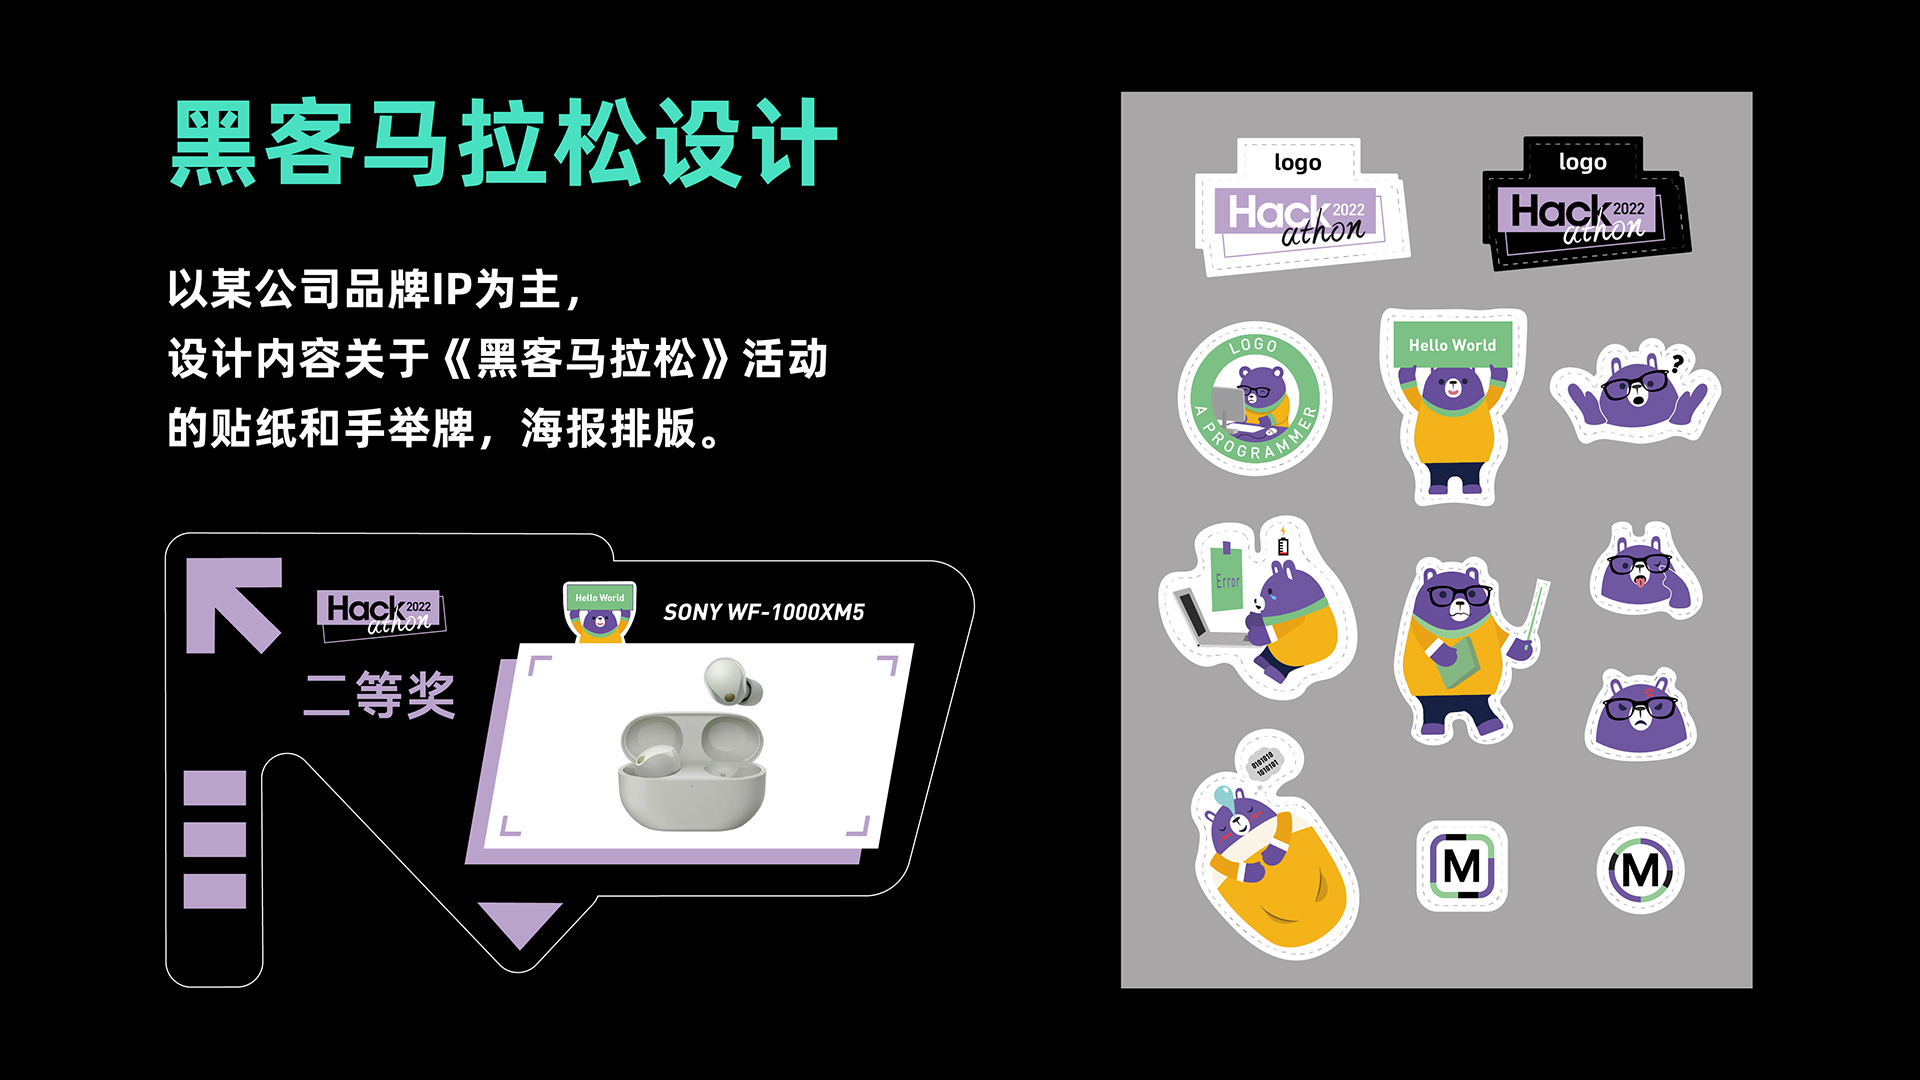 黑客马拉松设计
以某公司品牌IP为主，
设计内容关于《黑客马拉松》活动
的贴纸和手举牌，海报排版。
Hack 2022
athon
二等奖
Hello World
SONY WF-1000XM5
logo
Hack 2022
athon
logo
Hack 2022
athon
LOGO
A PROGRAMMER
Hello World
?
Error
0101010
1010101
M
M